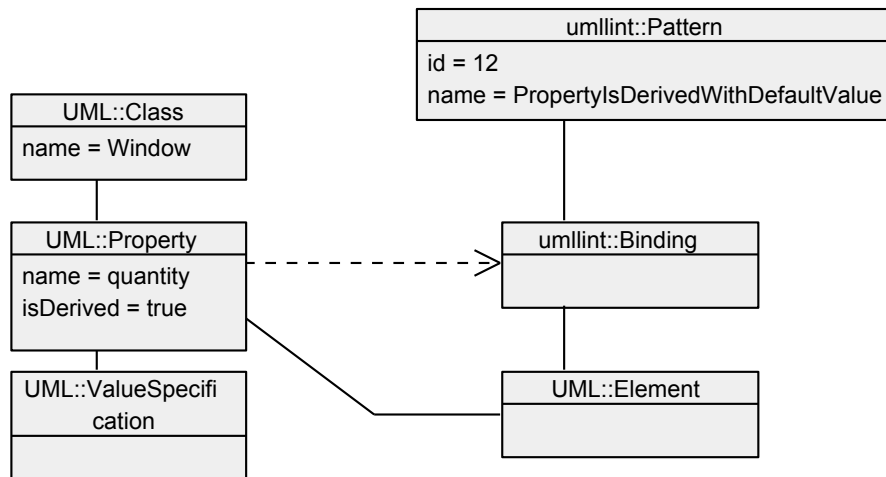 umllint::Pattern
id = 12
name = PropertyIsDerivedWithDefaultValue
UML::Class
name = Window
UML::Property
name = quantity
isDerived = true
umllint::Binding
UML::ValueSpecifi
cation
UML::Element